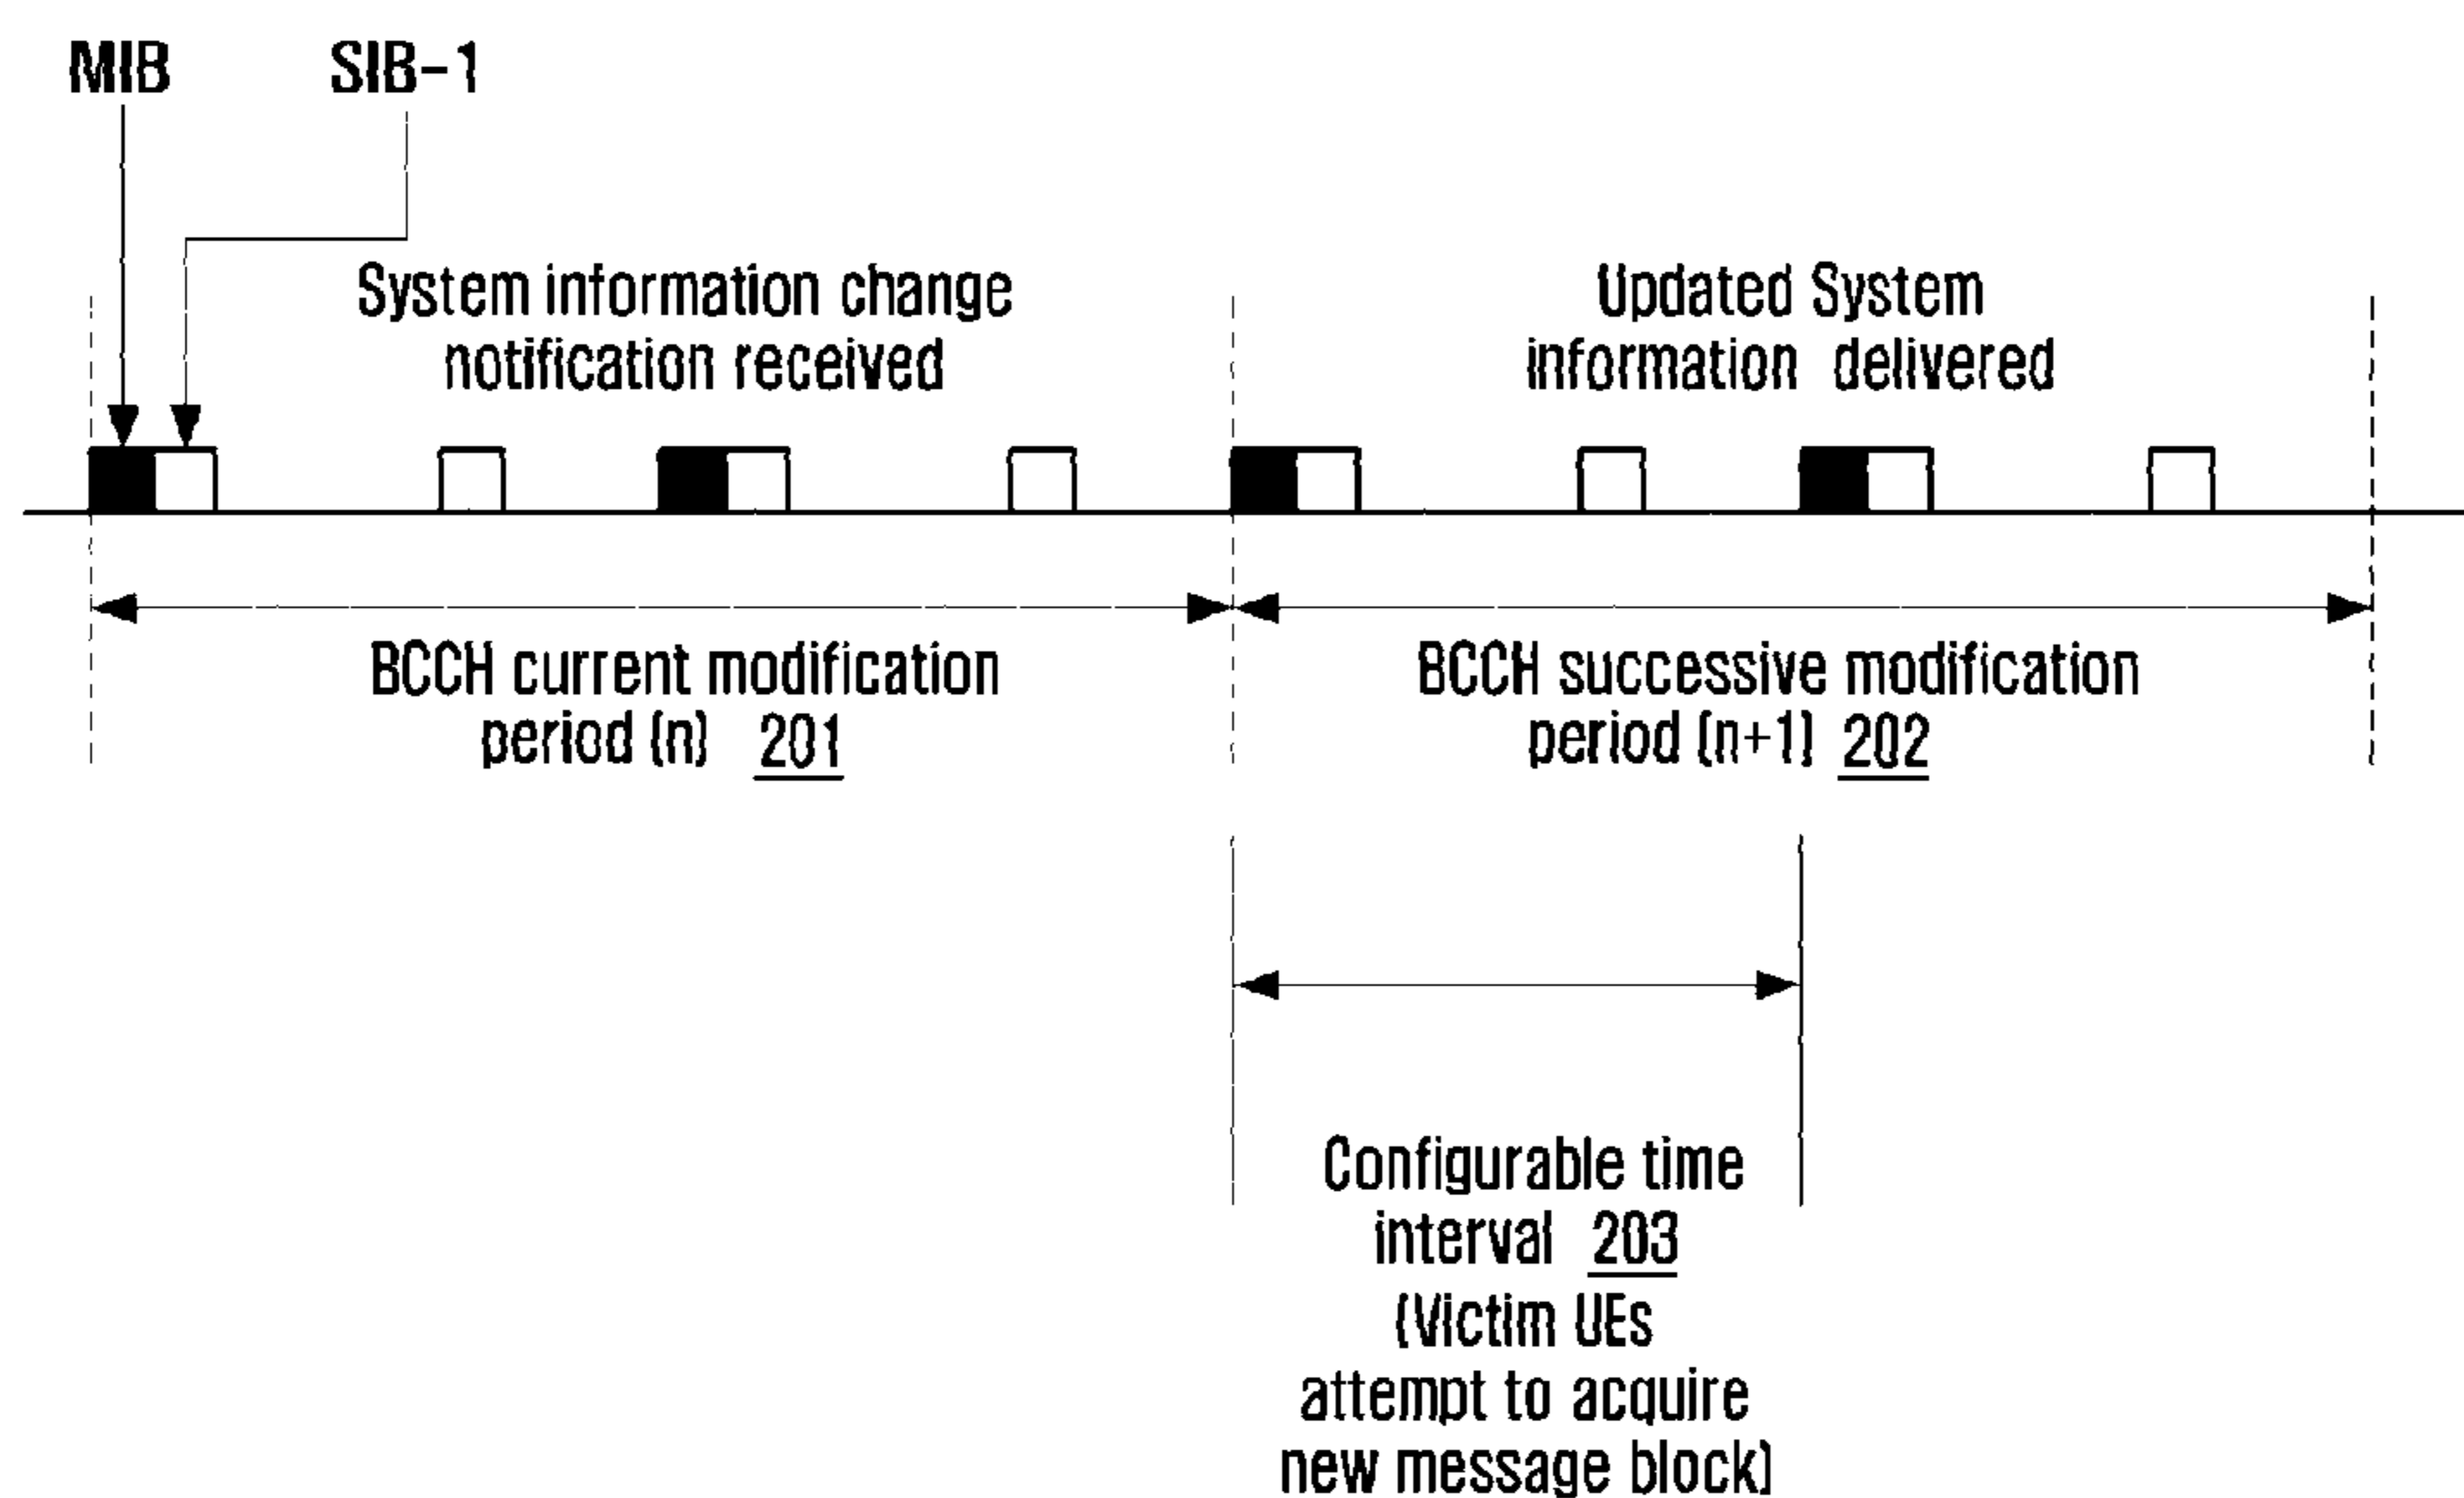 MIB SIB-1
System information change
notification received
Updated System
information delivered
BCCH current modification
period (n) 201
BCCH successive modification
period (n+1) 202
Configurable time
interval 203
(Victim UEs
attempt to acquire
new message block)